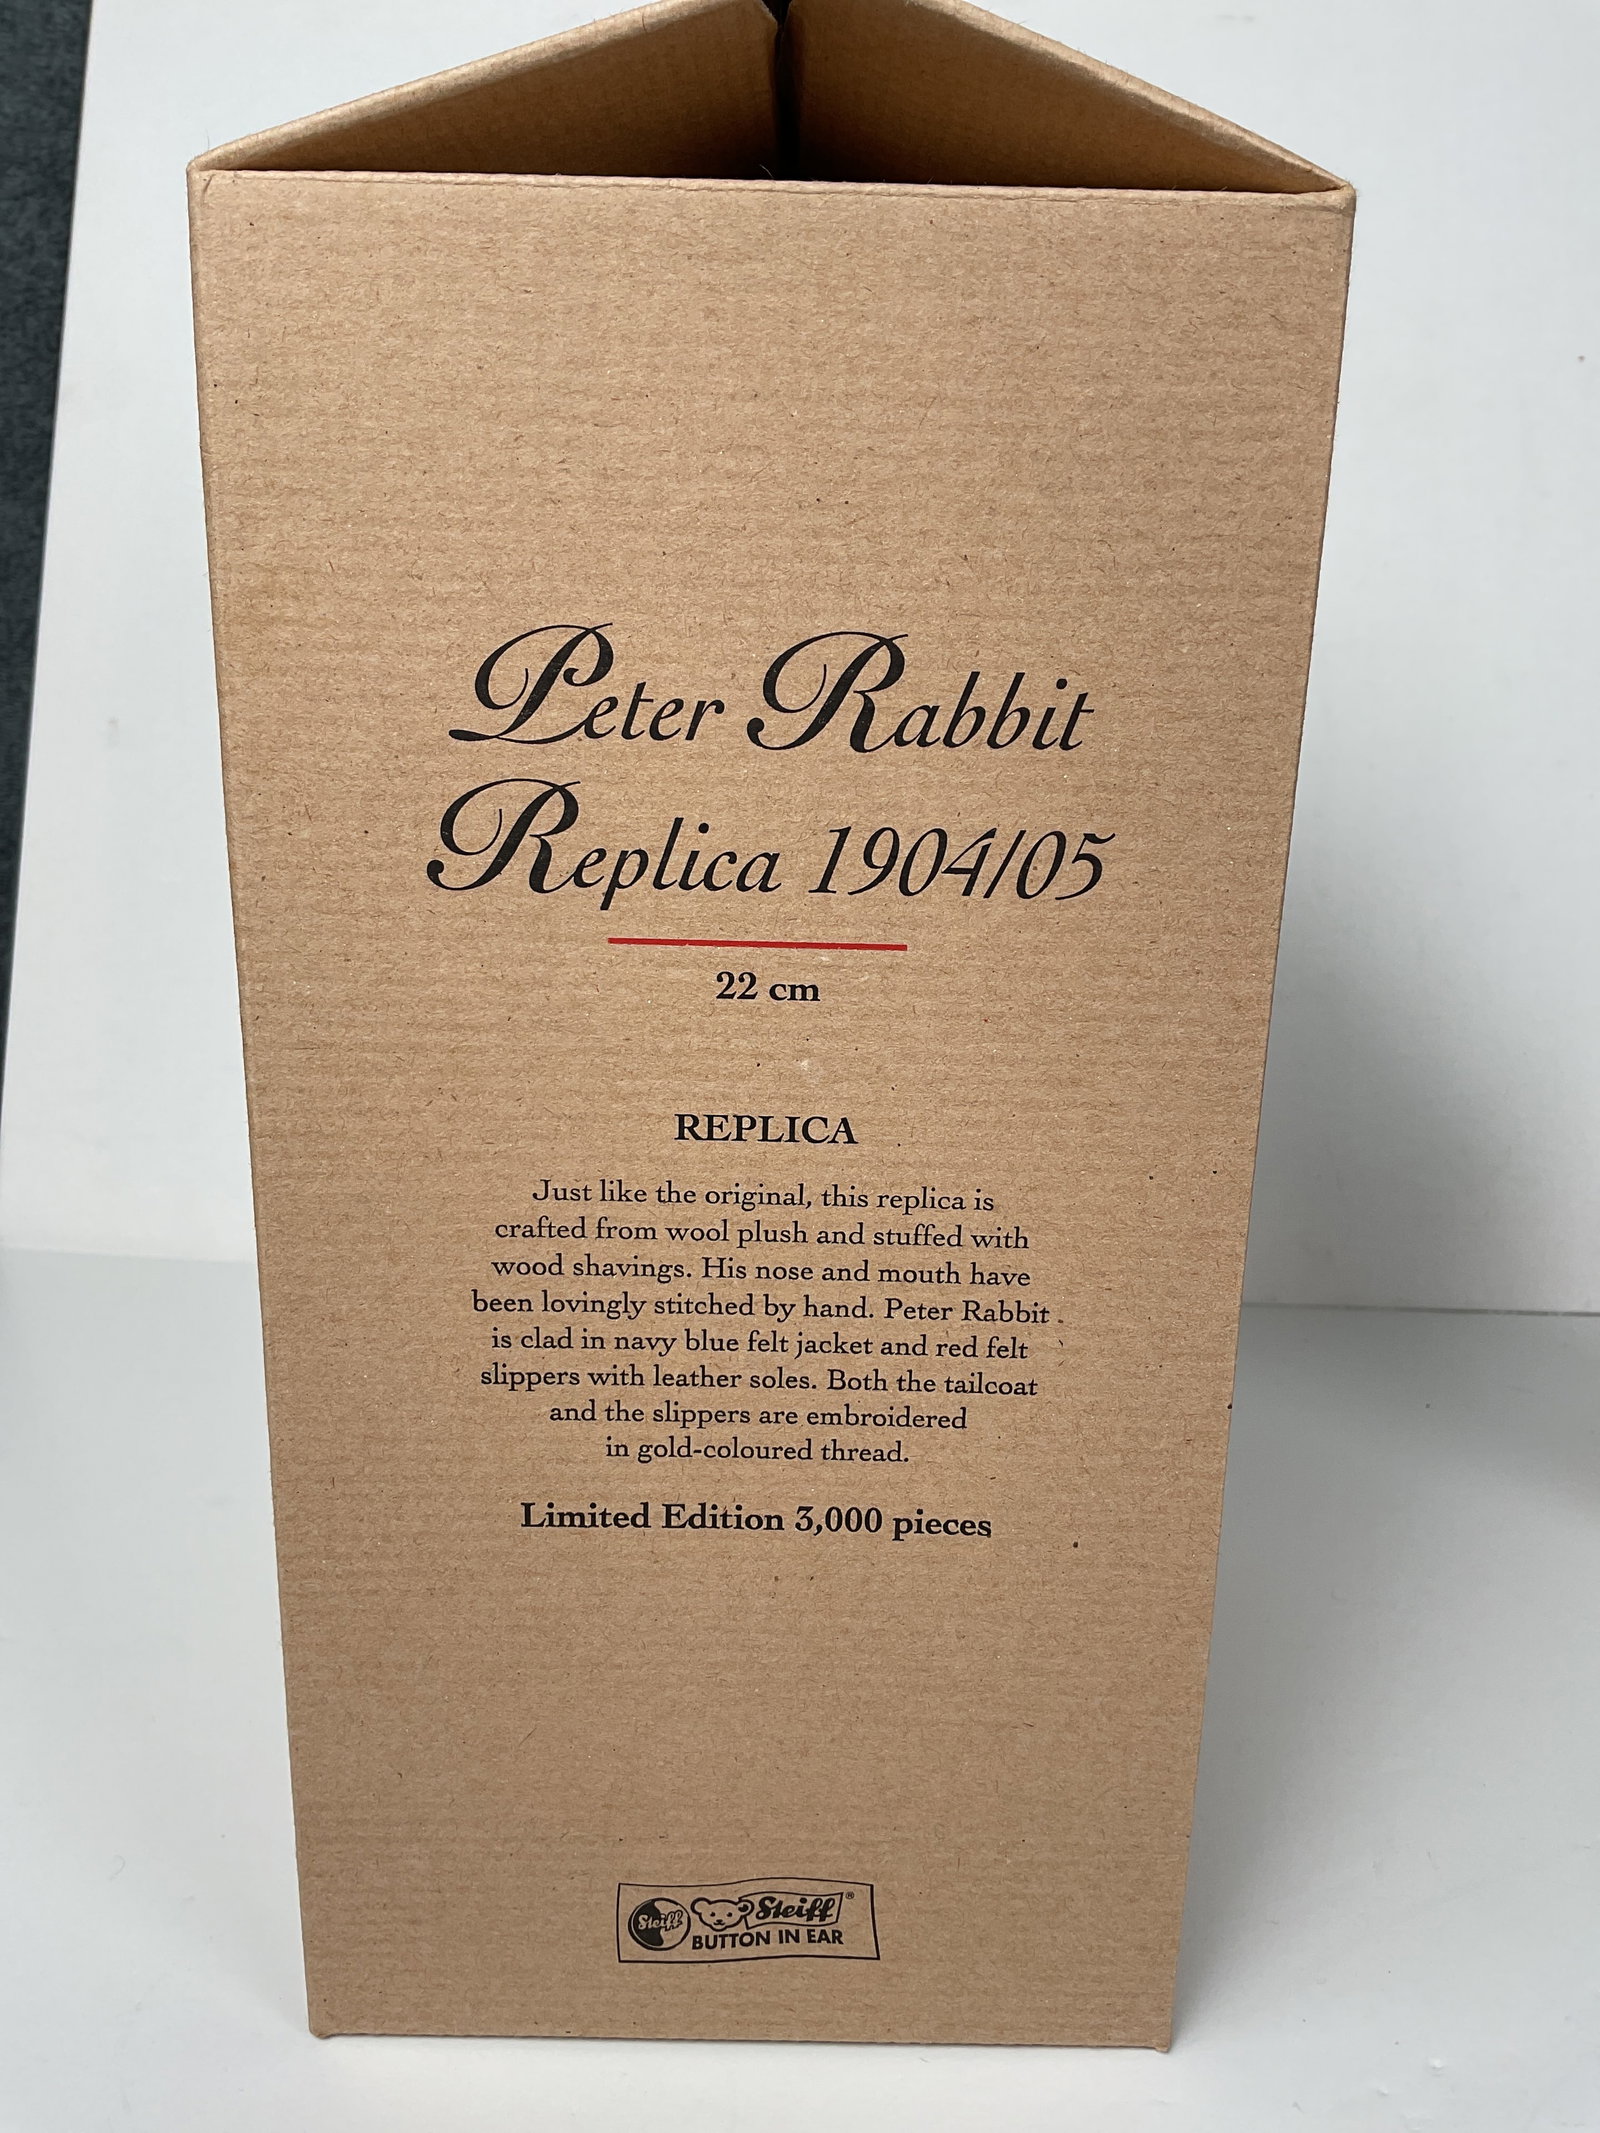 Peter Rabbit
Replica 1904/05
22 cm
REPLICA
Just like the original, this replica is
crafted from wool plush and stuffed with
wood shavings. His nose and mouth have
been lovingly stitched by hand. Peter Rabbit
is clad in navy blue felt jacket and red felt
slippers with leather soles. Both the tailcoat
and the slippers are embroidered
in gold-coloured thread.
Limited Edition 3,000 pieces
Steiff Steiff®
BUTTON IN EAR